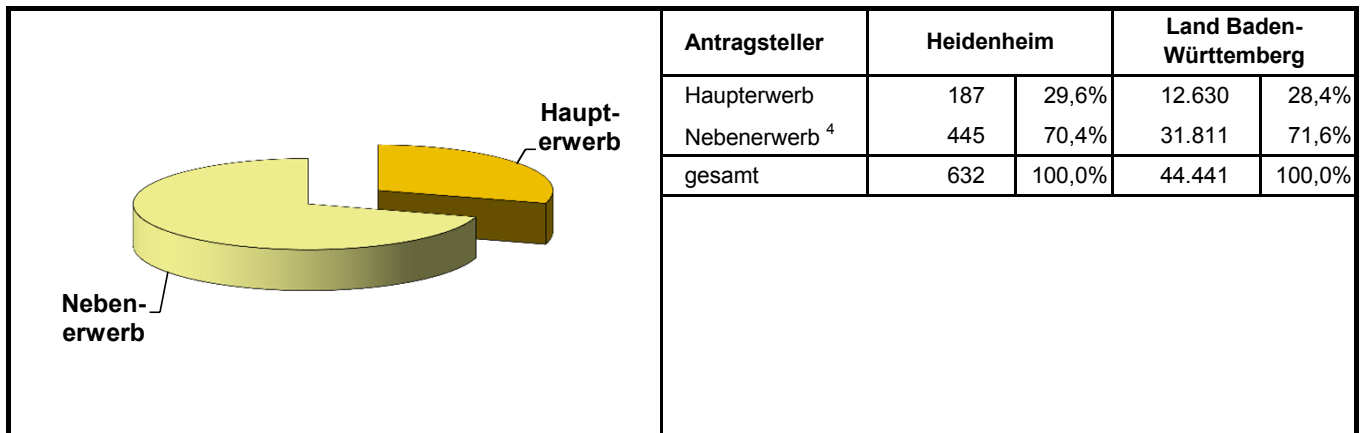 Haupt-
erwerb
Neben-
erwerb
Antragsteller Heidenheim Land Baden-
Württemberg
Haupterwerb 187 29,6% 12.630 28,4%
Nebenerwerb 4 445 70,4% 31.811 71,6%
gesamt 632 100,0% 44.441 100,0%